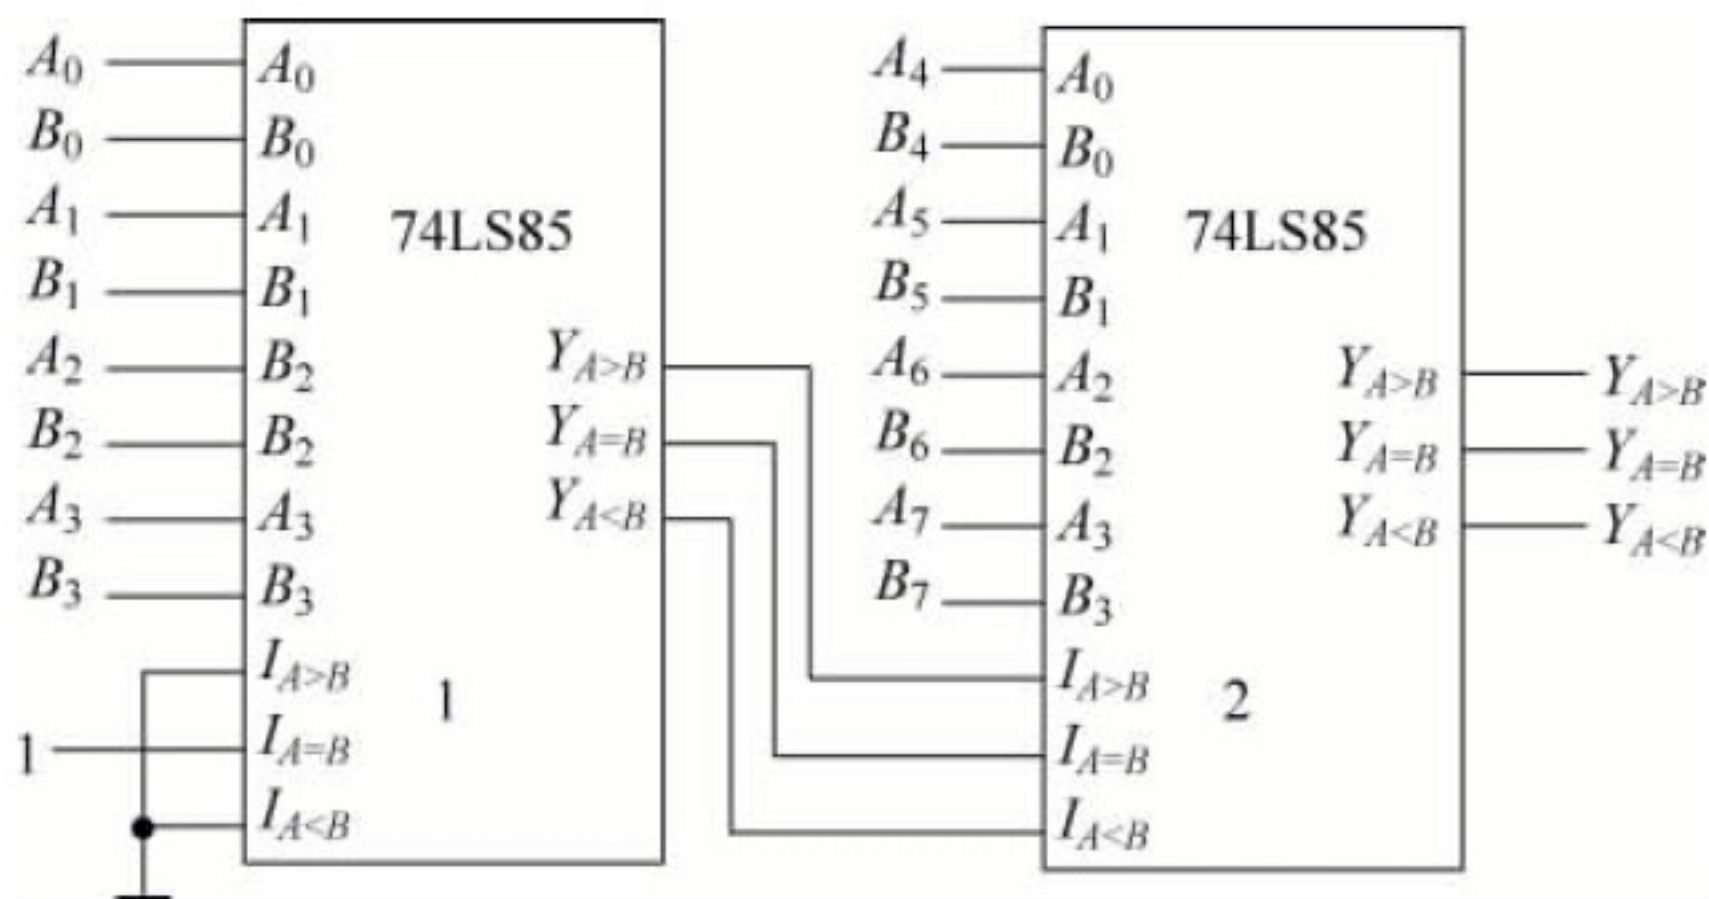 A0 A0 A4 A0
B0 B0 B4 B0
A1 A1 74LS85 A5 A1 74LS85
B1 B1 B5 B1
A2 B2 YA>B A6 A2 YA>B YA>B
B2 B2 YA=B B6 B2 YA=B YA=B
A3 A3 YA<B A7 A3 YA<B YA<B
B3 B3 B7 B3
IA>B 1 IA>B 2
1 IA=B IA=B
IA<B IA<B